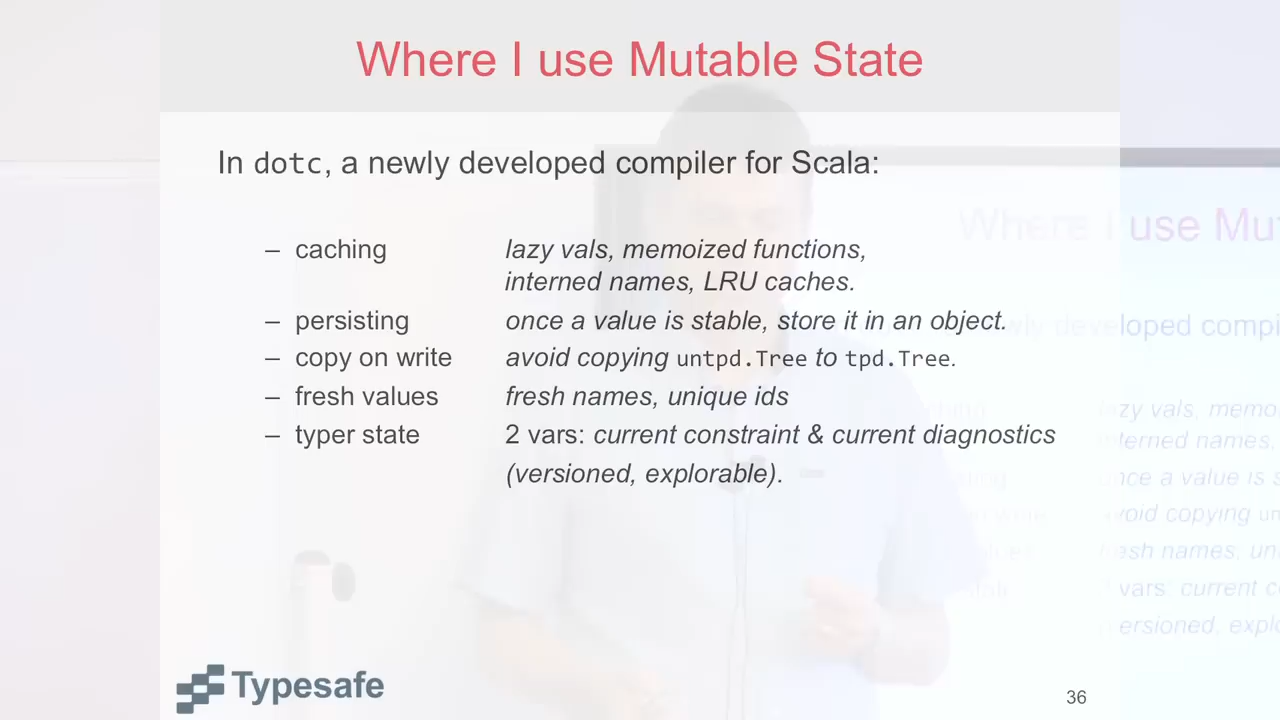 Where I use Mutable State
In dotc, a newly developed compiler for Scala:
– caching lazy vals, memoized functions,
interned names, LRU caches.
– persisting once a value is stable, store it in an object.
– copy on write avoid copying untpd.Tree to tpd.Tree.
– fresh values fresh names, unique ids
– typer state 2 vars: current constraint & current diagnostics
(versioned, explorable).
Typesafe
36
Where I use Mu